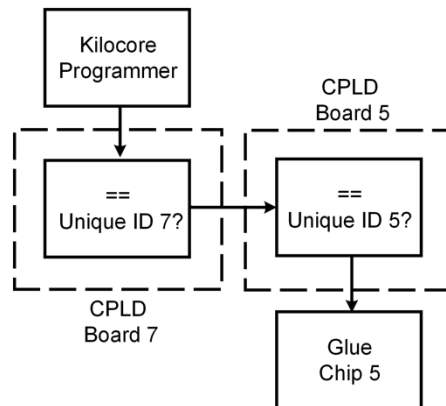 Kilocore
Programmer
CPLD
Board 5
==
Unique ID 7?
==
Unique ID 5?
CPLD
Board 7
Glue
Chip 5